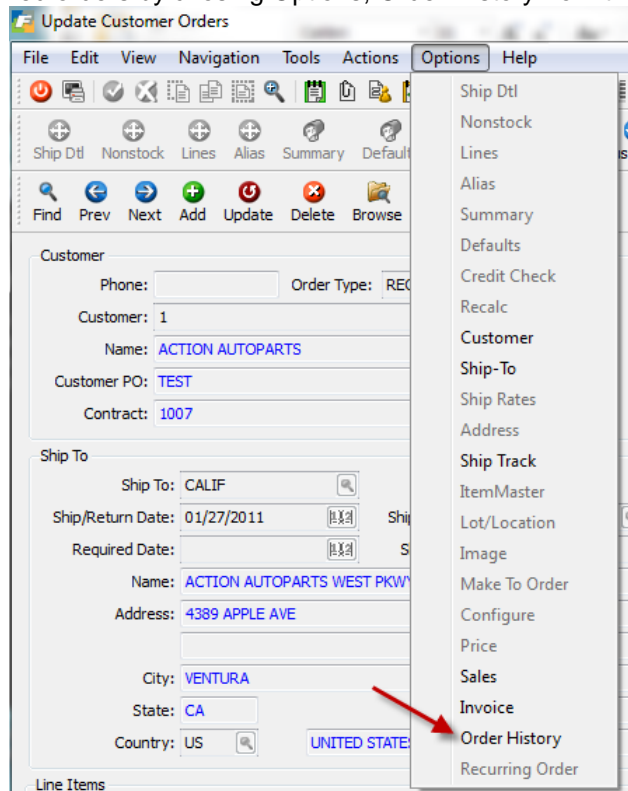 Update Customer Orders
File Edit View Navigation Tools Actions Options Help
Ship Dtl Nonstock Lines Alias Summary Default
Find Prev Next Add Update Delete Browse
Customer
Phone: Order Type:
Customer: 1
Name: ACTION AUTOPARTS
Customer PO: TEST
Contract: 1007
Ship To
Ship To: CALIF
Ship/Return Date: 01/27/2011
Required Date:
Name: ACTION AUTOPARTS WEST PKWY
Address: 4389 APPLE AVE
City: VENTURA
State: CA
Country: US UNITED STATES
Line Items
Ship Dtl
Nonstock
Lines
Alias
Summary
Defaults
Credit Check
Recalc
Customer
Ship-To
Ship Rates
Address
Ship Track
ItemMaster
Lot/Location
Image
Make To Order
Configure
Price
Sales
Invoice
Order History
Recurring Order